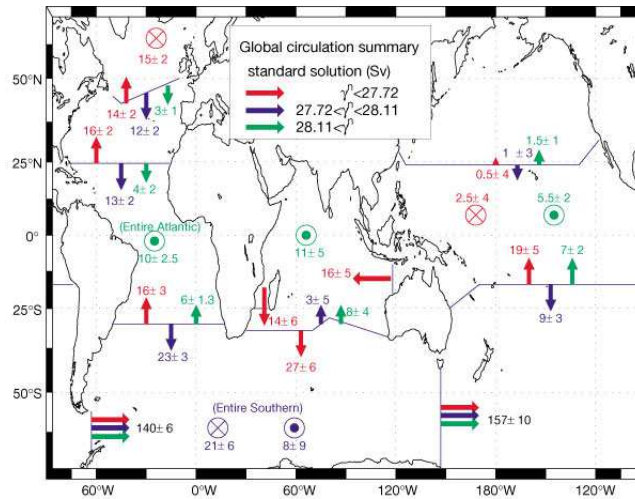 15± 2
Global circulation summary
standard solution (Sv)
γⁿ<27.72
27.72<γⁿ<28.11
28.11<γⁿ
50°N
14± 2
3± 1
12± 2
16± 2
1.5± 1
1 ± 3
25°N
4± 2
13± 2
0.5± 4
2.5± 4
5.5± 2
(Entire Atlantic)
0°
10± 2.5
11± 5
16± 5
19± 5
7± 2
16± 3
6± 1.3
3± 5
8± 4
25°S
14± 6
9± 3
23± 3
27± 6
50°S
(Entire Southern)
140± 6
157± 10
21± 6
8± 9
60°W
0°W
60°W
120°W
180°W
120°W